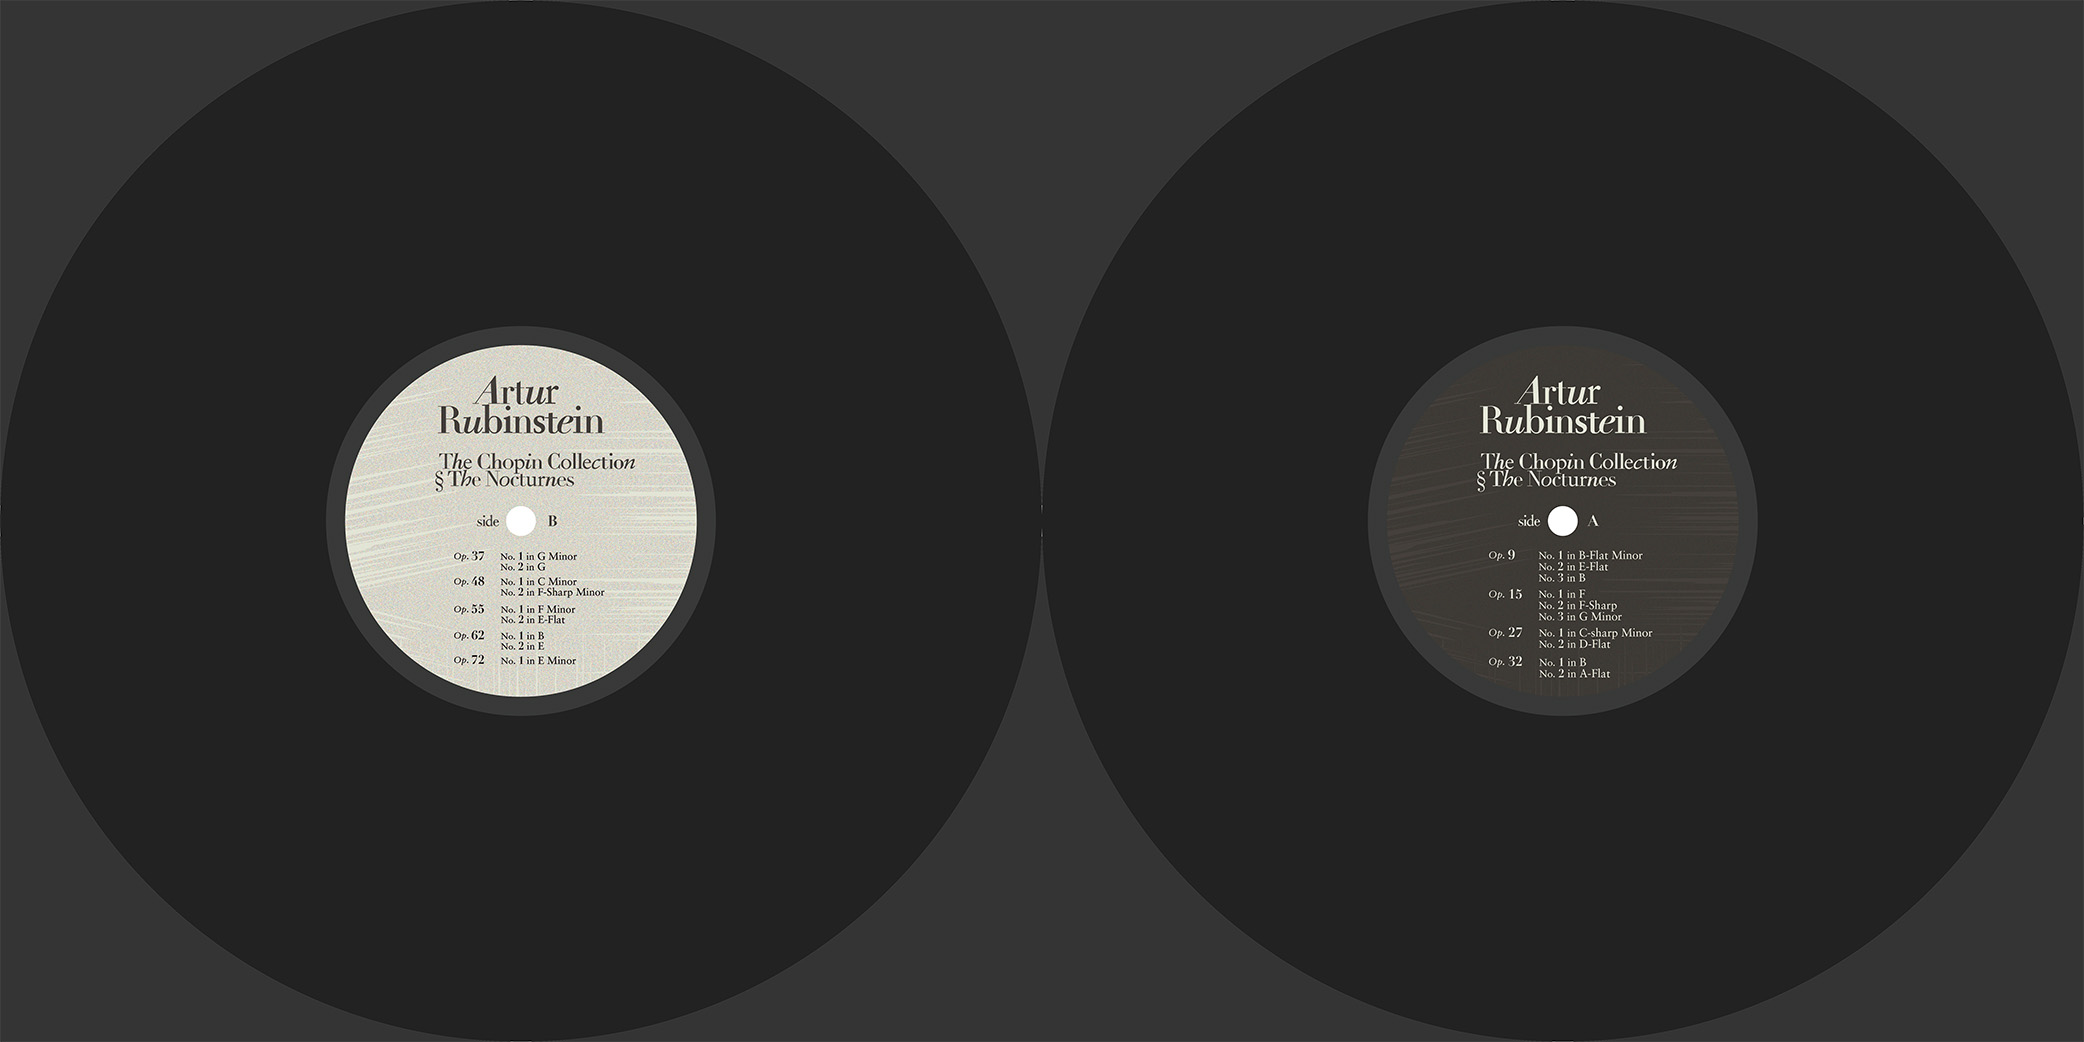 Artur
Rubinstein
The Chopin Collection
§ The Nocturnes
side B
Op. 37 No. 1 in G Minor
No. 2 in G
Op. 48 No. 1 in C Minor
No. 2 in F-Sharp Minor
Op. 55 No. 1 in F Minor
No. 2 in E-Flat
Op. 62 No. 1 in B
No. 2 in E
Op. 72 No. 1 in E Minor
Artur
Rubinstein
The Chopin Collection
§ The Nocturnes
side A
Op. 9 No. 1 in B-Flat Minor
No. 2 in E-Flat
No. 3 in B
Op. 15 No. 1 in F
No. 2 in F-Sharp
No. 3 in G Minor
Op. 27 No. 1 in C-sharp Minor
No. 2 in D-Flat
Op. 32 No. 1 in B
No. 2 in A-Flat